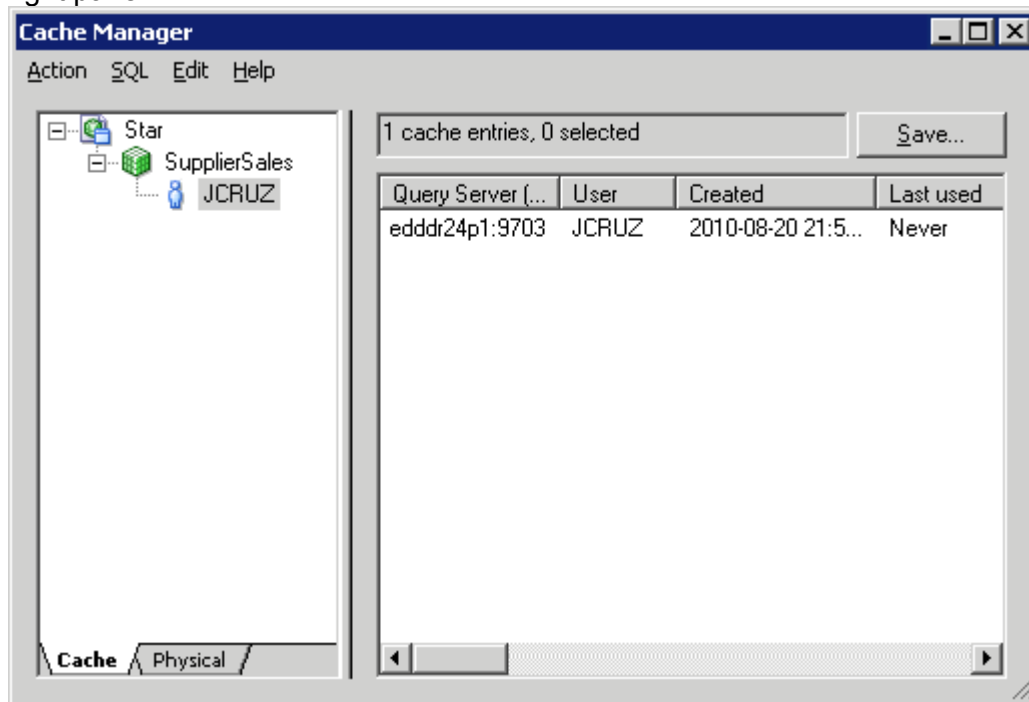 Cache Manager
Action SQL Edit Help
Star
SupplierSales
JCRUZ
Cache Physical
1 cache entries, 0 selected Save...
Query Server (... User Created Last used
edddr24p1:9703 JCRUZ 2010-08-20 21:5... Never